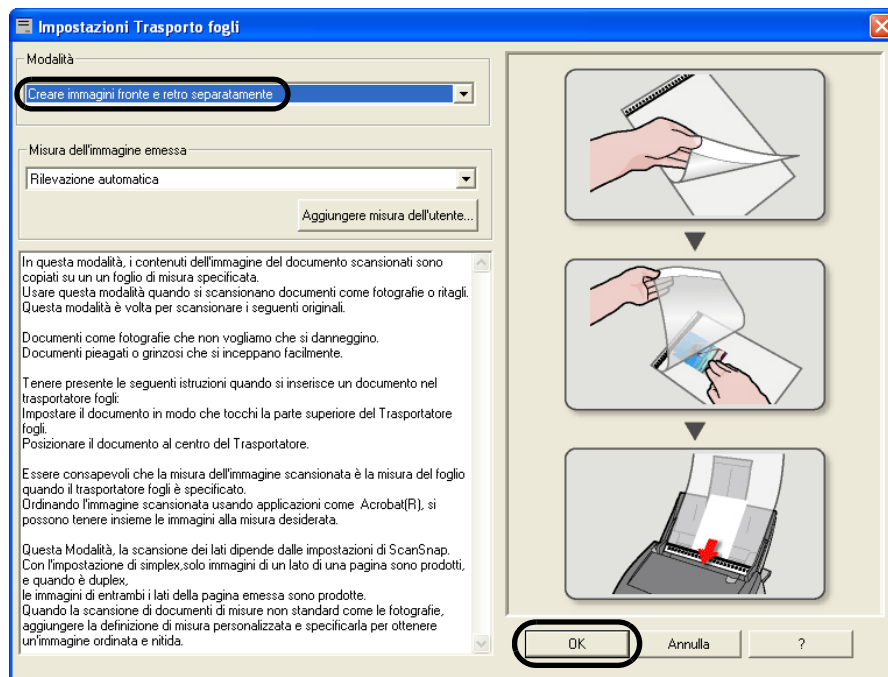 Impostazioni Trasporto fogli
Modalità
Creare immagini fronte e retro separatamente
Misura dell'immagine emessa
Rilevazione automatica
Aggiungere misura dell'utente...
In questa modalità, i contenuti dell'immagine del documento scansionati sono
copiati su un un foglio di misura specificata.
Usare questa modalità quando si scansionano documenti come fotografie o ritagli.
Questa modalità è volta per scansionare i seguenti originali.
Documenti come fotografie che non vogliamo che si danneggino.
Documenti pieagati o grinzosi che si inceppano facilmente.
Tenere presente le seguenti istruzioni quando si inserisce un documento nel
trasportatore fogli:
Impostare il documento in modo che tocchi la parte superiore del Trasportatore
fogli.
Posizionare il documento al centro del Trasportatore.
Essere consapevoli che la misura dell'immagine scansionata è la misura del foglio
quando il trasportatore fogli è specificato.
Ordinando l'immagine scansionata usando applicazioni come Acrobat(R), si
possono tenere insieme le immagini alla misura desiderata.
Questa Modalità, la scansione dei lati dipende dalle impostazioni di ScanSnap.
Con l'impostazione di simplex,solo immagini di un lato di una pagina sono prodotti,
e quando è duplex,
le immagini di entrambi i lati della pagina emessa sono prodotte.
Quando la scansione di documenti di misure non standard come le fotografie,
aggiungere la definizione di misura personalizzata e specificarla per ottenere
un'immagine ordinata e nitida.
OK
Annulla
?